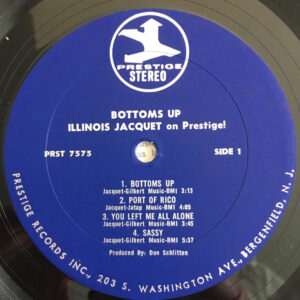 PRESTIGE
STEREO
BOTTOMS UP
ILLINOIS JACQUET on Prestige!
PRST 7575
SIDE 1
1. BOTTOMS UP
Jacquet-Gilbert Music-BMI 3:13
2. PORT OF RICO
Jacquet-Jatap Music-BMI 4:05
3. YOU LEFT ME ALL ALONE
Jacquet-Gilbert Music-BMI 3:45
4. SASSY
Jacquet-Gilbert Music-BMI 5:37
Produced By: Don Schlitten
PRESTIGE RECORDS INC., 203 S. WASHINGTON AVE., BERGENFIELD, N. J.